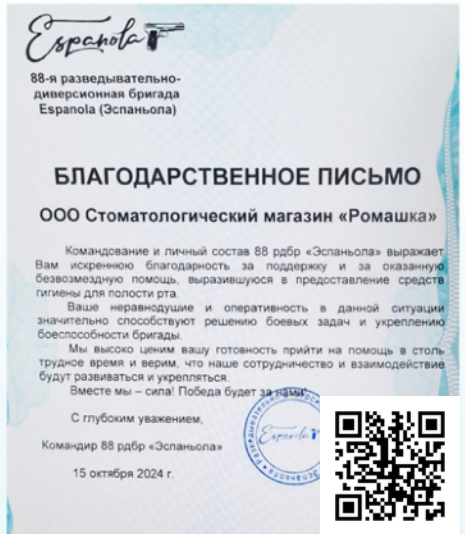 Española
88-я разведывательно-
диверсионная бригада
Espanola (Эспаньола)
БЛАГОДАРСТВЕННОЕ ПИСЬМО
ООО Стоматологический магазин «Ромашка»
Командование и личный состав 88 рдбр «Эспаньола» выражает
Вам искреннюю благодарность за поддержку и за оказанную
безвозмездную помощь, выразившуюся в предоставление средств
гигиены для полости рта.
Ваше неравнодушие и оперативность в данной ситуации
значительно способствуют решению боевых задач и укреплению
боеспособности бригады.
Мы высоко ценим вашу готовность прийти на помощь в столь
трудное время и верим, что наше сотрудничество и взаимодействие
будут развиваться и укрепляться.
Вместе мы – сила! Победа будет за нами!
С глубоким уважением,
Командир 88 рдбр «Эспаньола»
15 октября 2024 г.
Española
Эспаньола